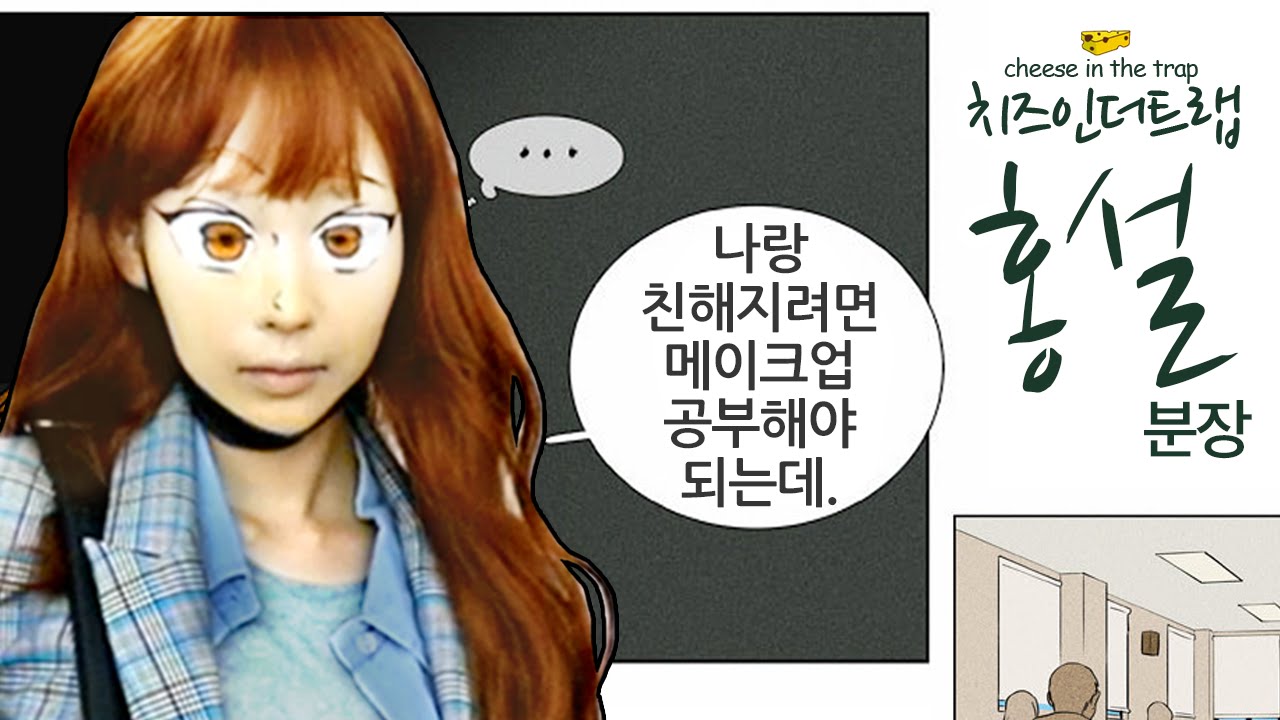 ...
나랑
친해지려면
메이크업
공부해야
되는데.
cheese in the trap
치즈인더트랩
홍설
분장